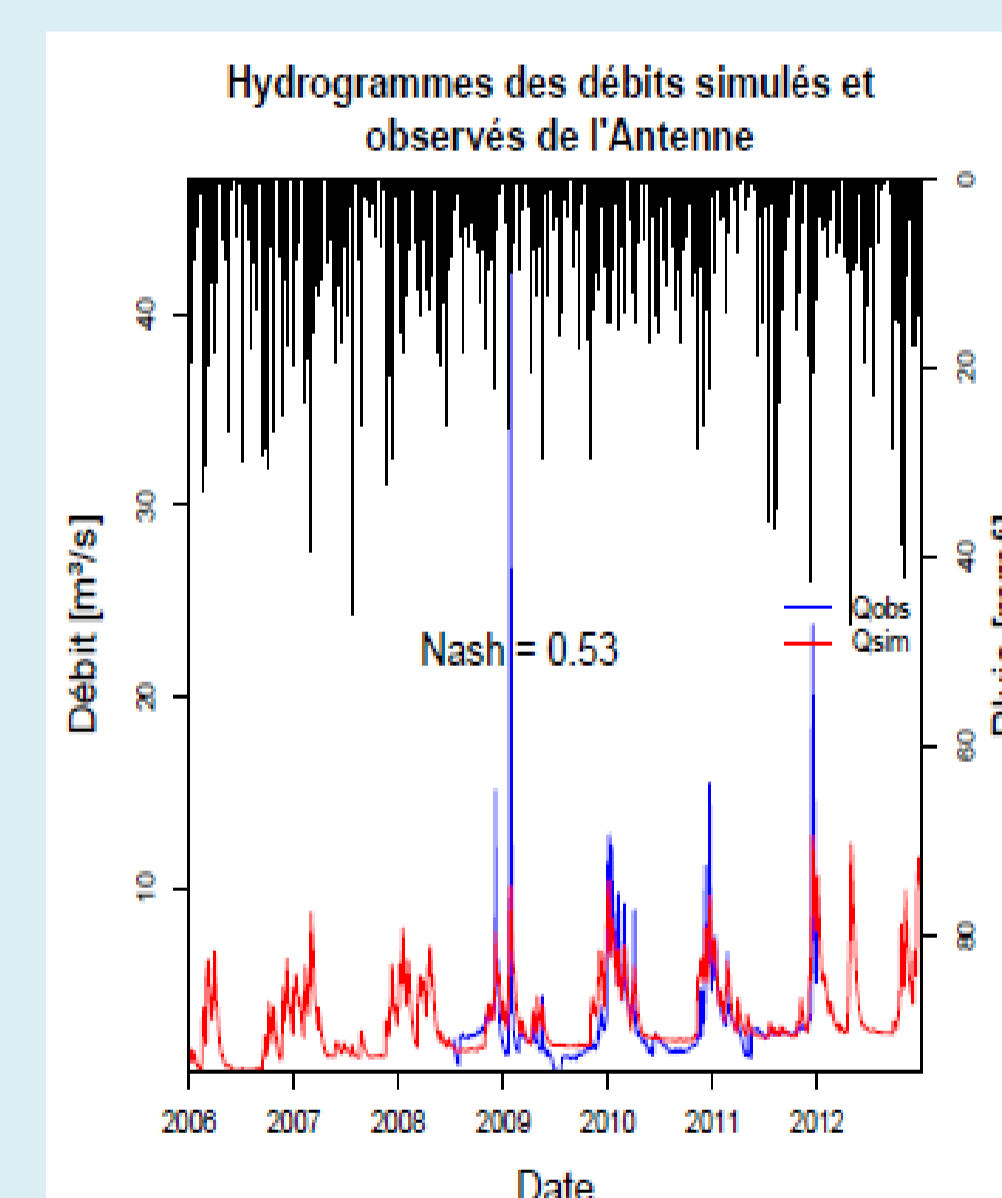 Hydrogrammes des débits simulés et
observés de l'Antenne
0
20
40
60
80
40
30
20
10
Débit [m³/s]
Qobs
Qsim
Nash = 0.53
2006 2007 2008 2009 2010 2011 2012
Date